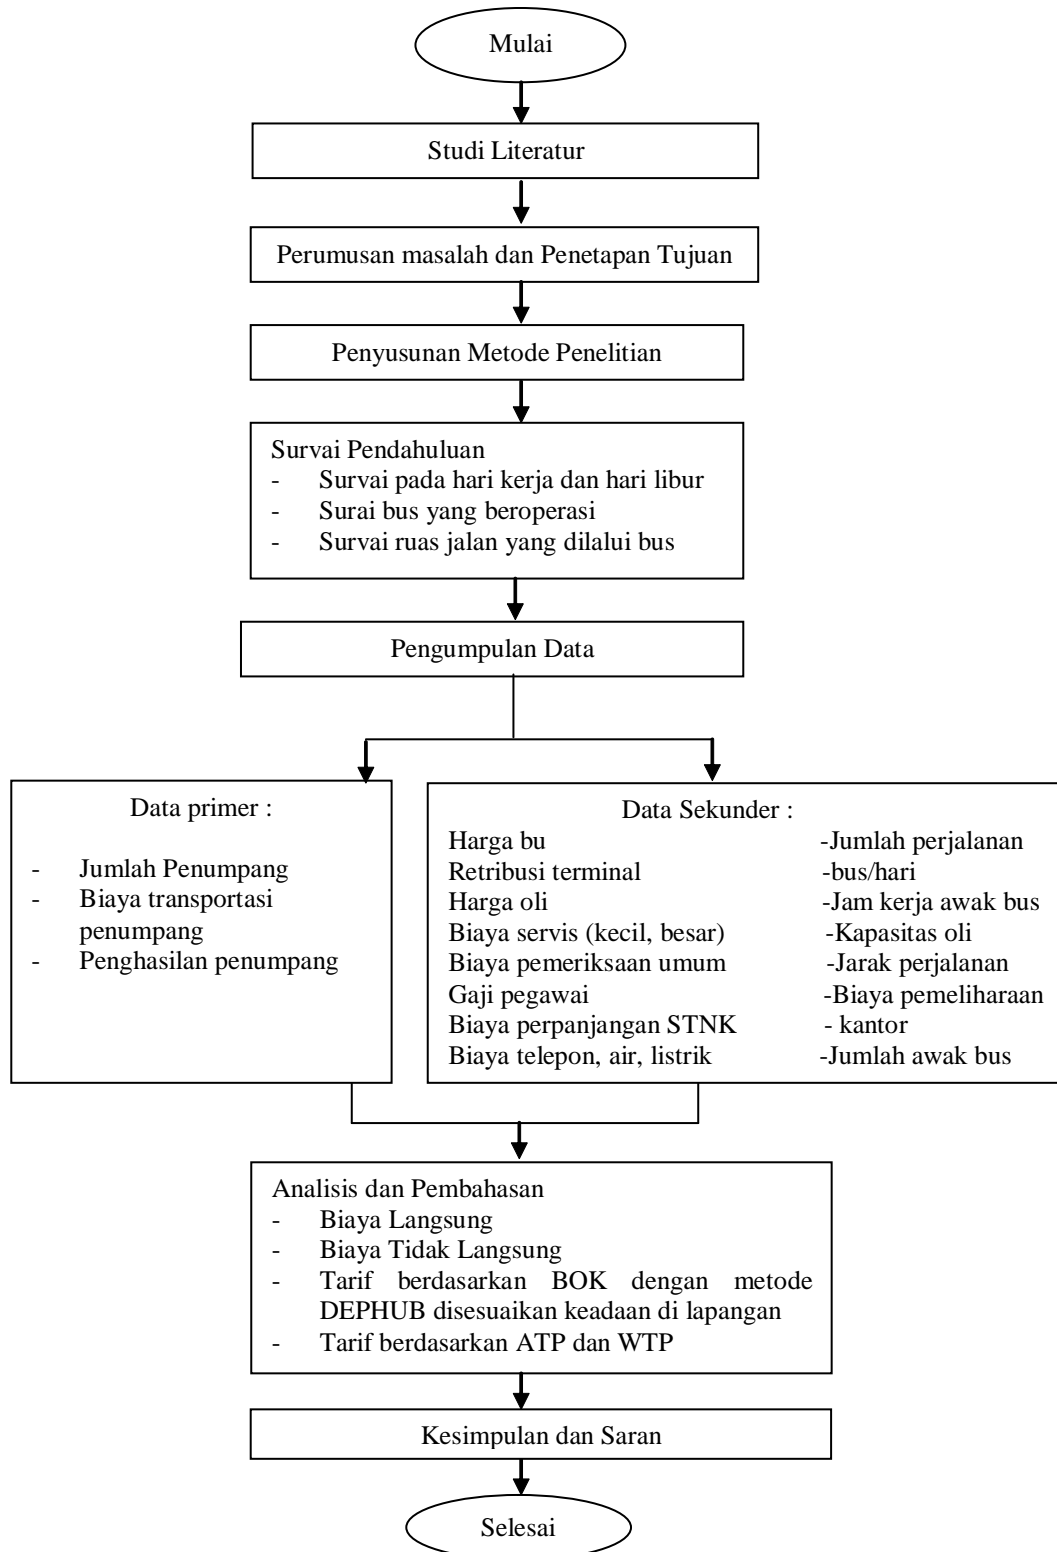 Mulai
Studi Literatur
Perumusan masalah dan Penetapan Tujuan
Penyusunan Metode Penelitian
Survai Pendahuluan
- Survai pada hari kerja dan hari libur
- Surai bus yang beroperasi
- Survai ruas jalan yang dilalui bus
Pengumpulan Data
Data primer :
- Jumlah Penumpang
- Biaya transportasi
penumpang
- Penghasilan penumpang
Data Sekunder :
Harga bu -Jumlah perjalanan
Retribusi terminal -bus/hari
Harga oli -Jam kerja awak bus
Biaya servis (kecil, besar) -Kapasitas oli
Biaya pemeriksaan umum -Jarak perjalanan
Gaji pegawai -Biaya pemeliharaan
Biaya perpanjangan STNK - kantor
Biaya telepon, air, listrik -Jumlah awak bus
Analisis dan Pembahasan
- Biaya Langsung
- Biaya Tidak Langsung
- Tarif berdasarkan BOK dengan metode
DEPHUB disesuaikan keadaan di lapangan
- Tarif berdasarkan ATP dan WTP
Kesimpulan dan Saran
Selesai